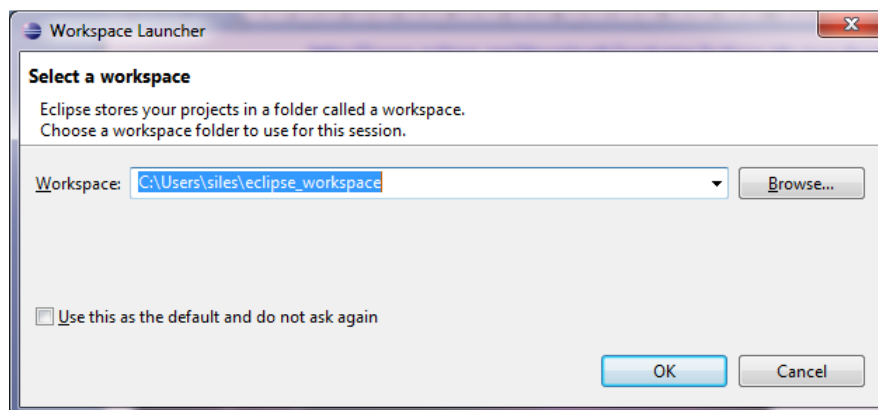 Workspace Launcher
Select a workspace
Eclipse stores your projects in a folder called a workspace.
Choose a workspace folder to use for this session.
Workspace: C:\Users\siles\eclipse_workspace Browse...
Use this as the default and do not ask again
OK Cancel